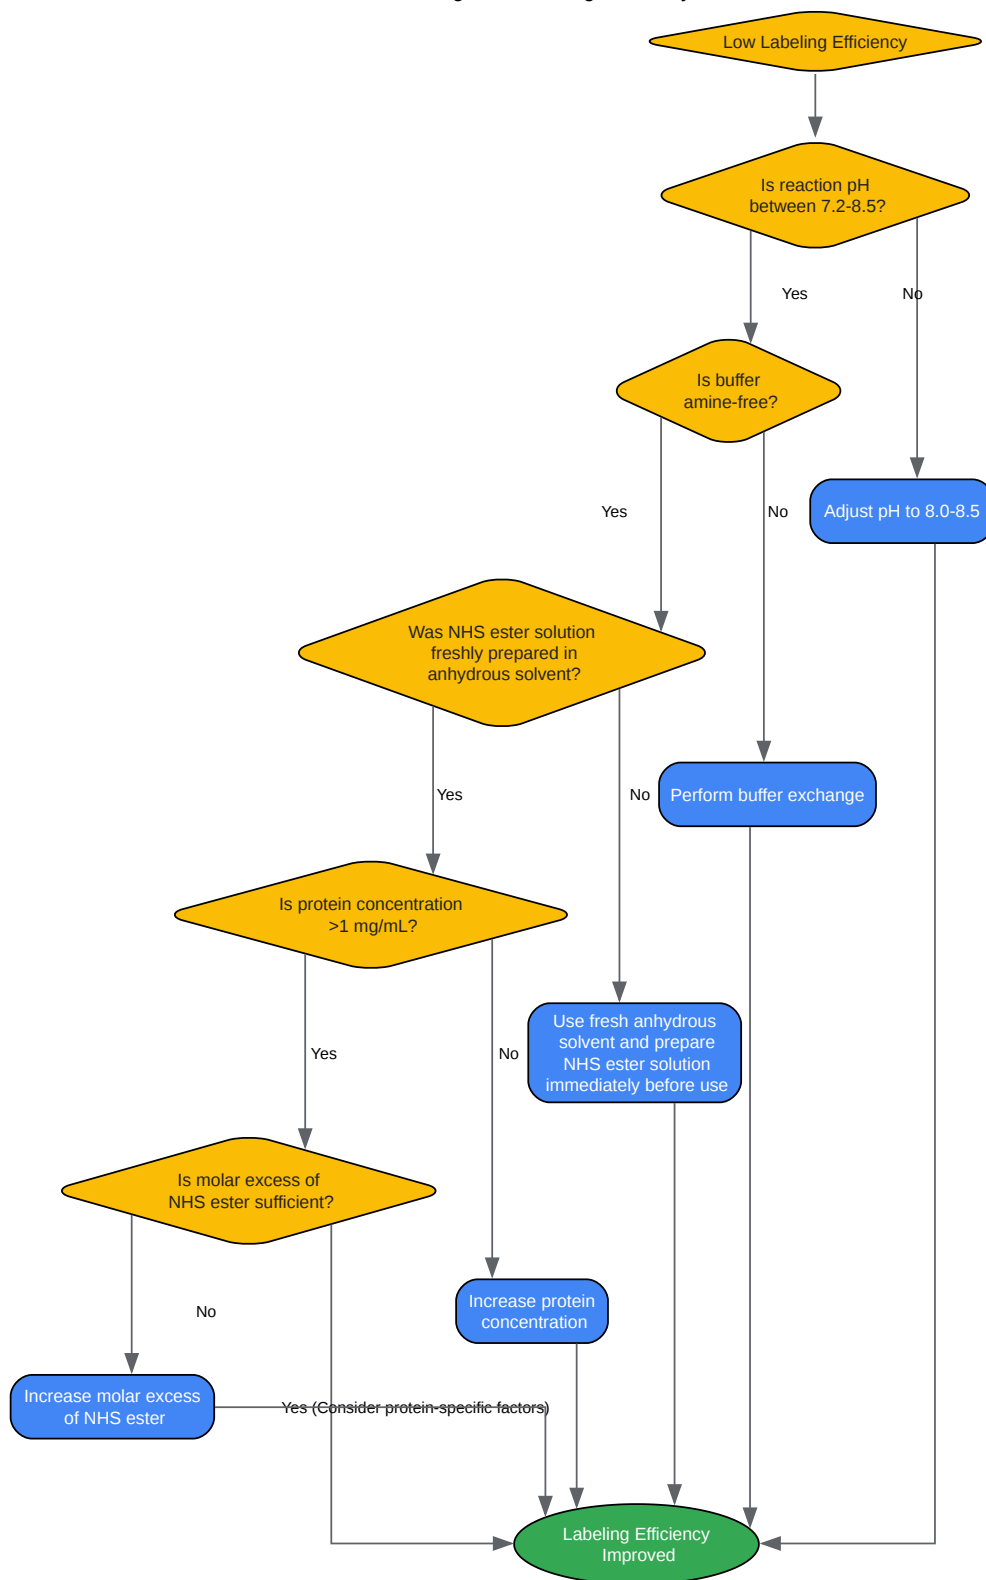 Low Labeling Efficiency
Is reaction pH
between 7.2-8.5?
Yes
No
Is buffer
amine-free?
Yes
No
Adjust pH to 8.0-8.5
Was NHS ester solution
freshly prepared in
anhydrous solvent?
Yes
No
Perform buffer exchange
Is protein concentration
>1 mg/mL?
Yes
No
Use fresh anhydrous
solvent and prepare
NHS ester solution
immediately before use
Is molar excess of
NHS ester sufficient?
No
Increase protein
concentration
Increase molar excess
of NHS ester
Yes (Consider protein-specific factors)
Labeling Efficiency
Improved